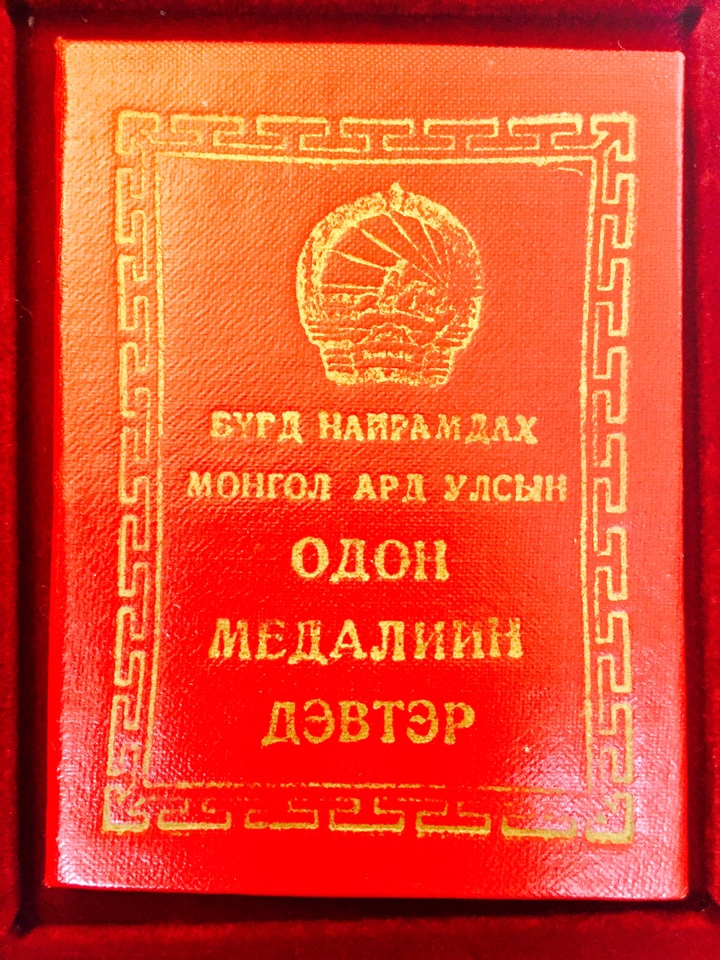 БҮГД НАЙРАМДАХ
МОНГОЛ АРД УЛСЫН
ОДОН
МЕДАЛИЙН
ДЭВТЭР